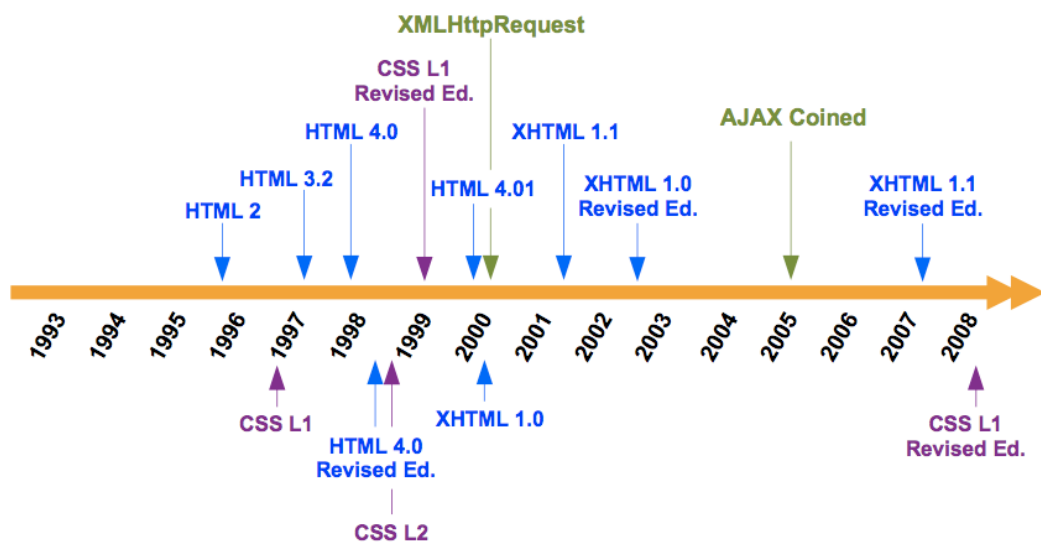 XMLHttpRequest
CSS L1
Revised Ed.
AJAX Coined
HTML 4.0
XHTML 1.1
HTML 3.2
HTML 4.01
XHTML 1.0
Revised Ed.
XHTML 1.1
Revised Ed.
HTML 2
1993
1994
1995
1996
1997
1998
1999
2000
2001
2002
2003
2004
2005
2006
2007
2008
CSS L1
HTML 4.0
Revised Ed.
XHTML 1.0
CSS L1
Revised Ed.
CSS L2